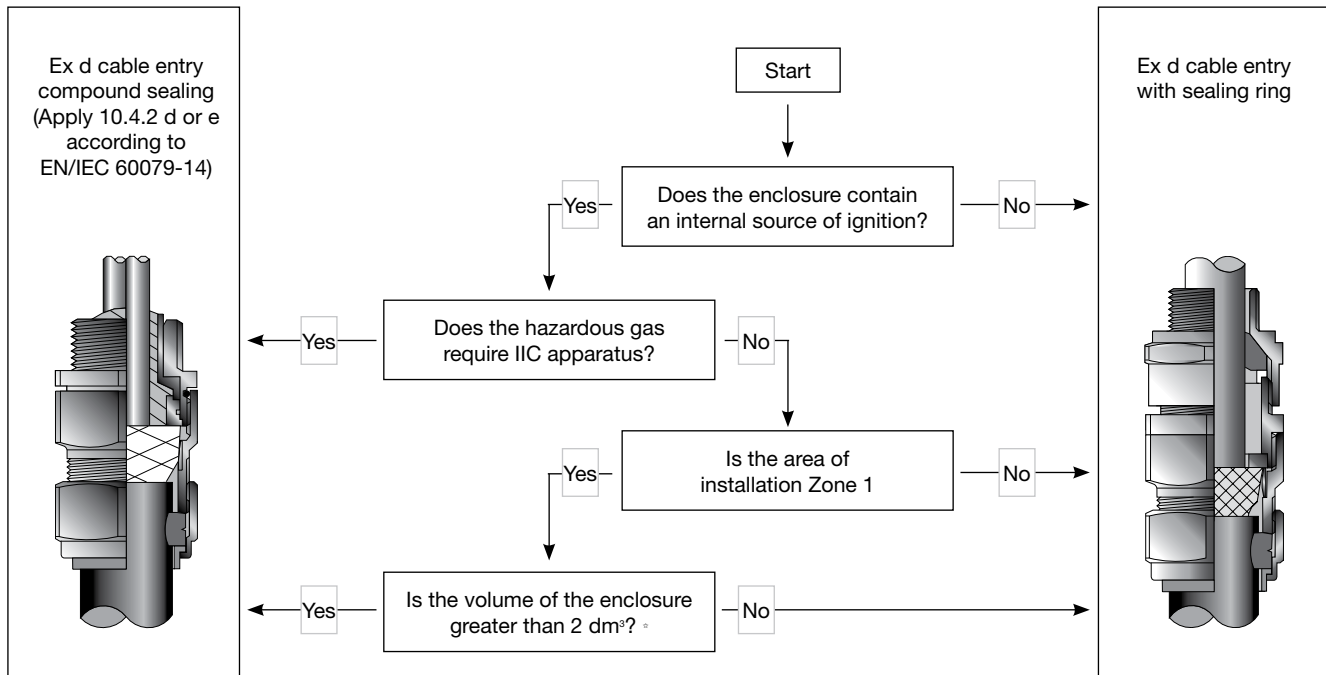 Ex d cable entry
compound sealing
(Apply 10.4.2 d or e
according to
EN/IEC 60079-14)
Start
Ex d cable entry
with sealing ring
Does the enclosure contain
an internal source of ignition?
Yes
No
Does the hazardous gas
require IIC apparatus?
Yes
No
Is the area of
installation Zone 1
Yes
No
Is the volume of the enclosure
greater than 2 dm³? *
Yes
No